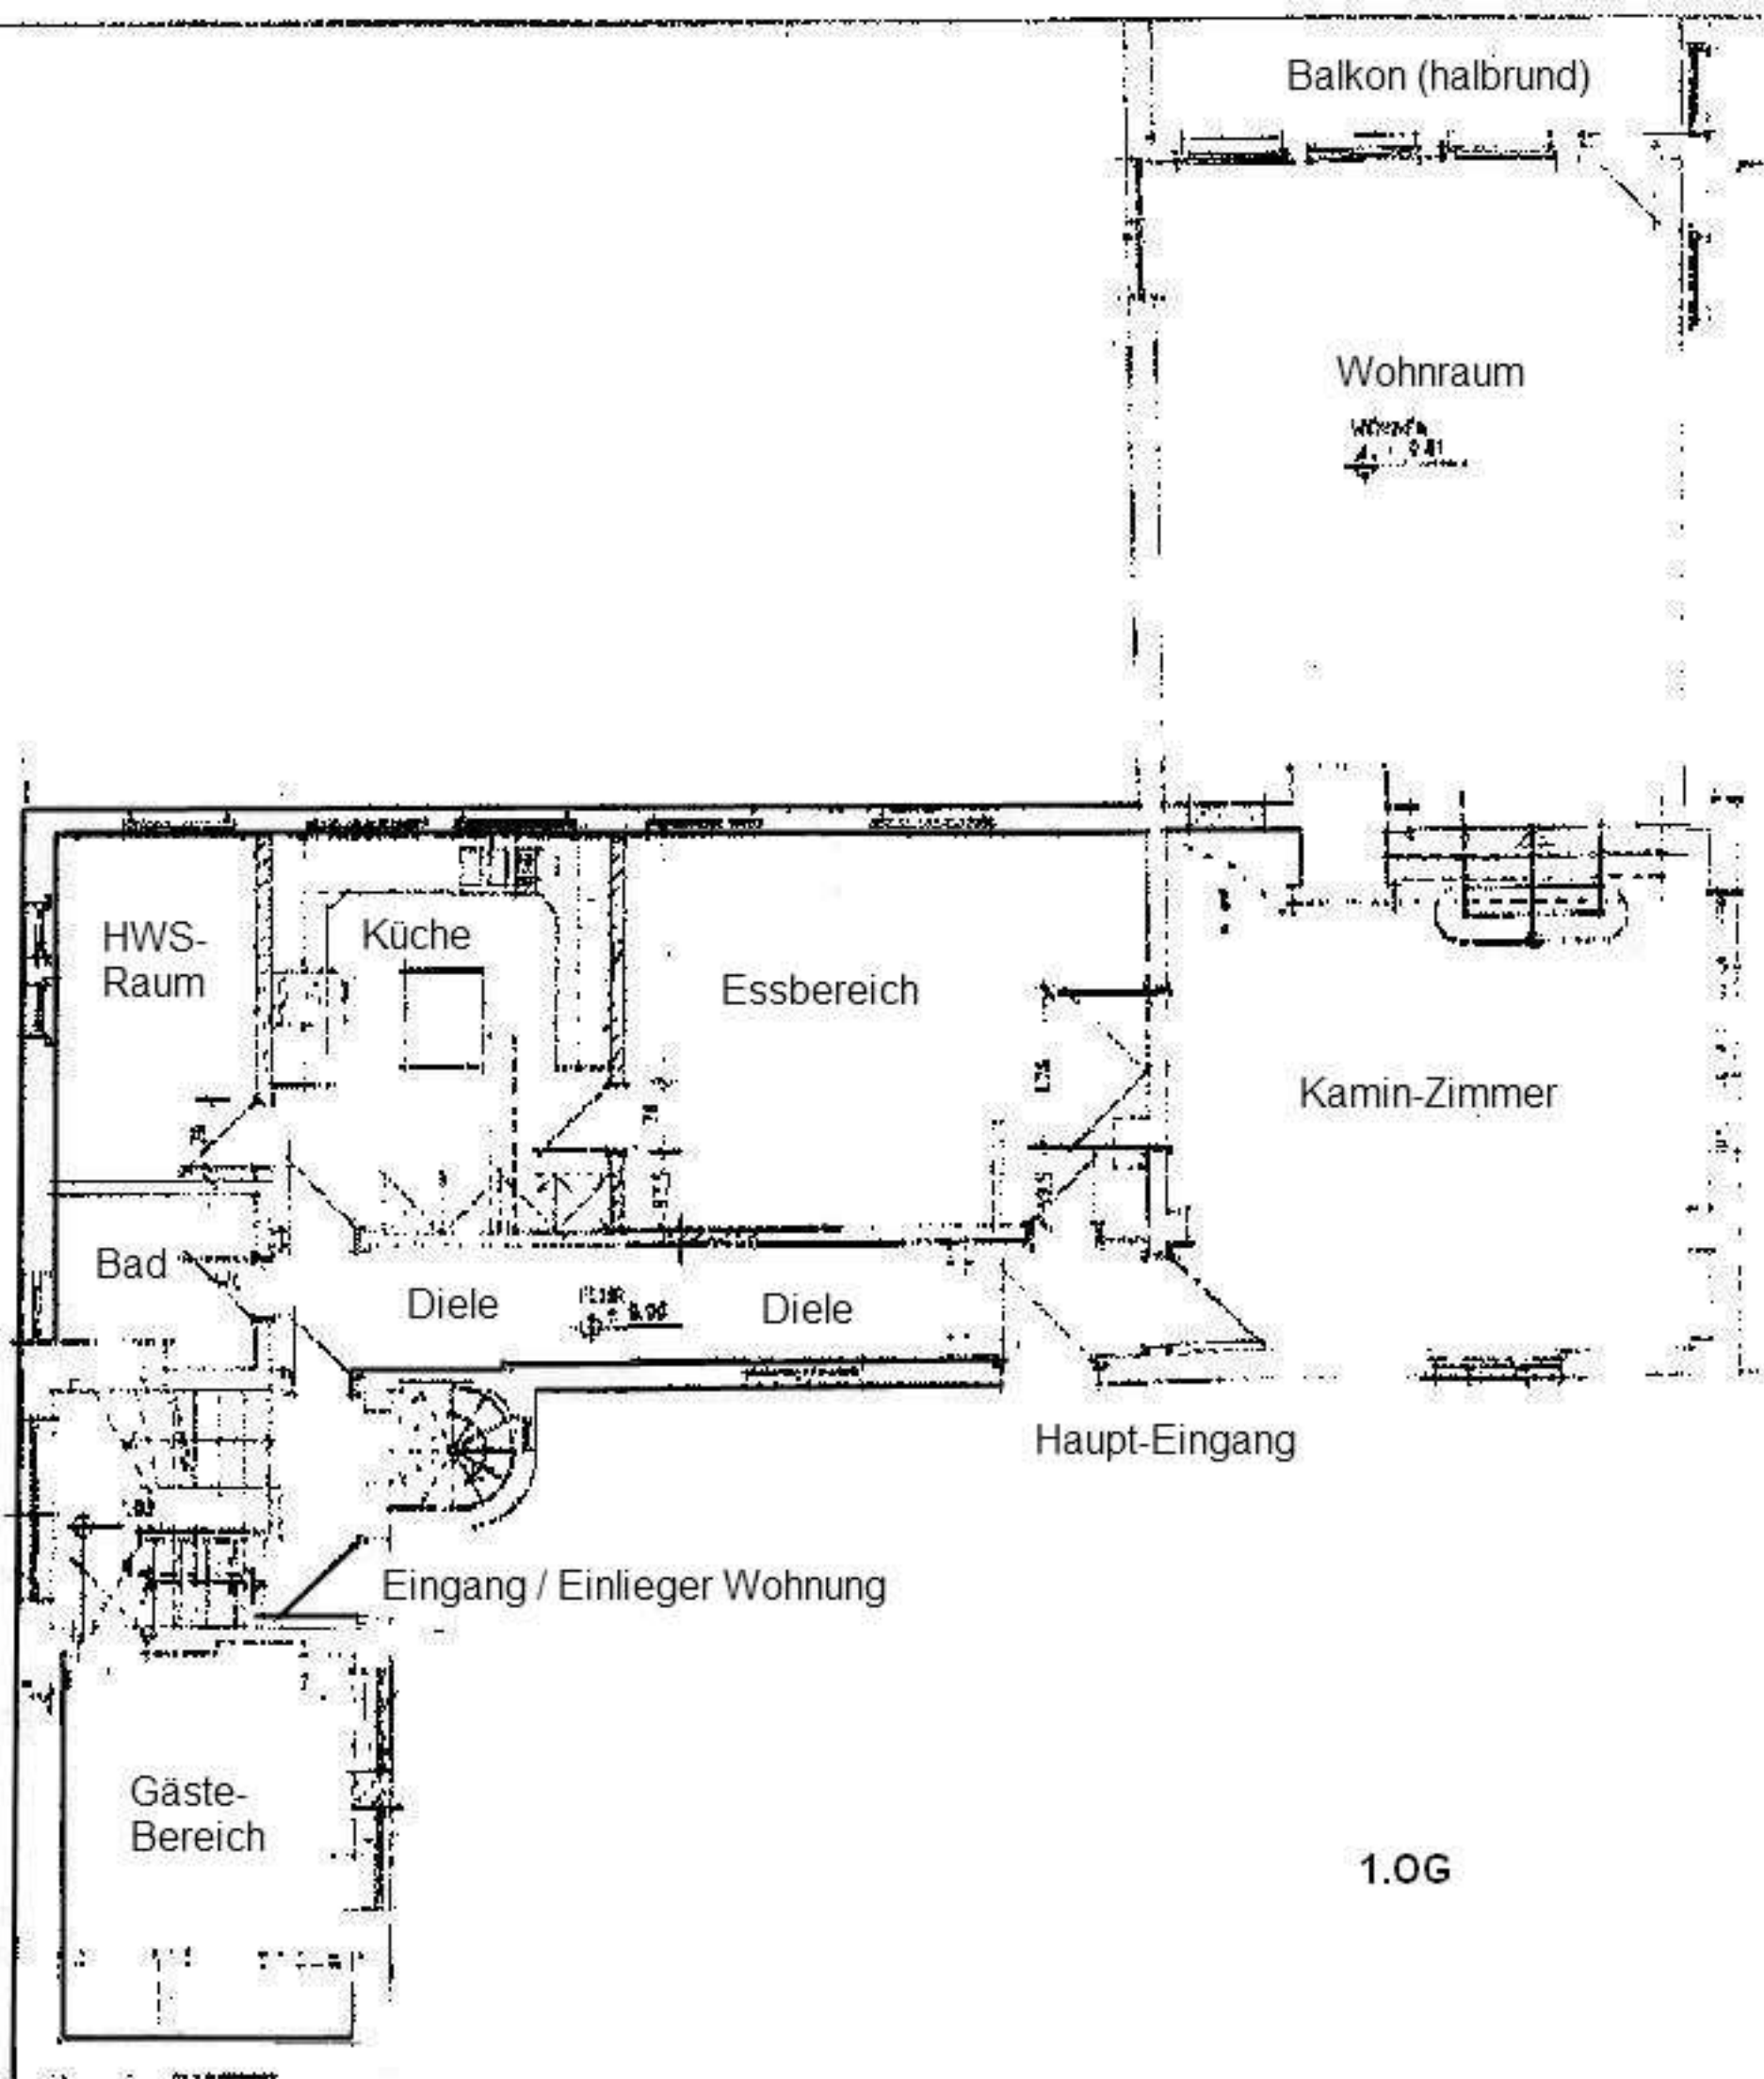 Balkon (halbrund)
Wohnraum
HWS-
Raum
Küche
Essbereich
Kamin-Zimmer
Bad
Diele
Diele
Haupt-Eingang
Eingang / Einlieger Wohnung
Gäste-
Bereich
1.OG